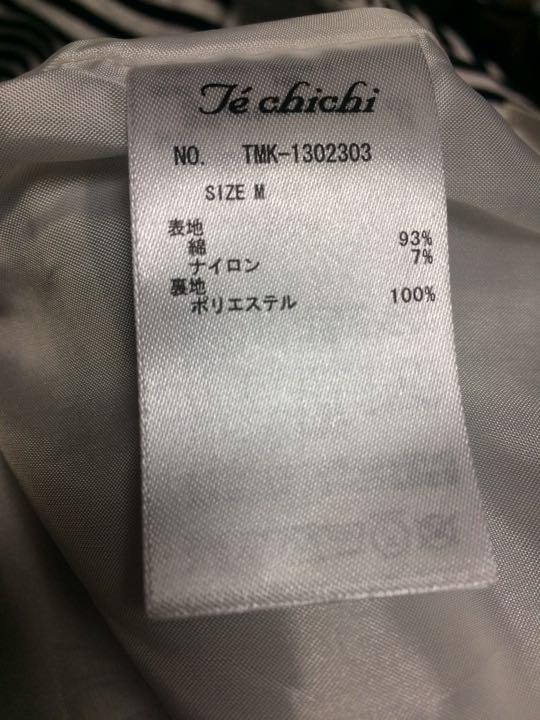 Té chichi
NO. TMK-1302303
SIZE M
表地
綿 93%
ナイロン 7%
裏地
ポリエステル 100%